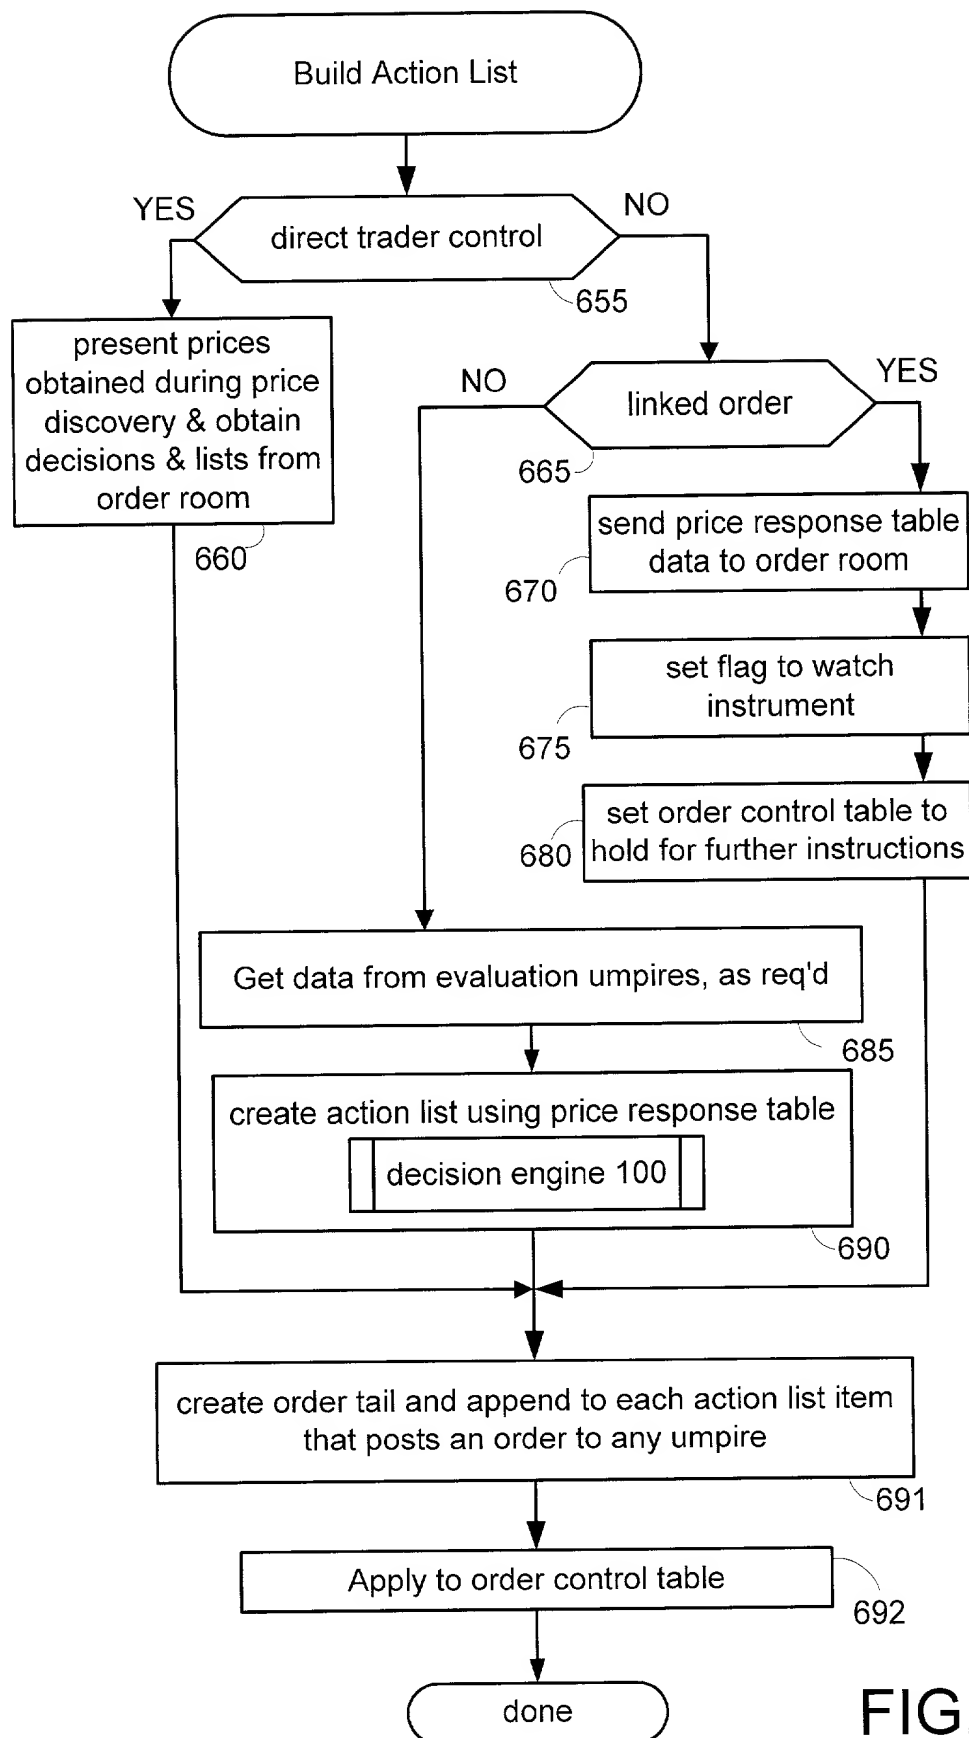 Build Action List
YES
NO
direct trader control
655
present prices
obtained during price
discovery & obtain
decisions & lists from
order room
660
NO
YES
linked order
665
send price response table
data to order room
670
set flag to watch
instrument
675
set order control table to
hold for further instructions
680
Get data from evaluation umpires, as req'd
685
create action list using price response table
decision engine 100
690
create order tail and append to each action list item
that posts an order to any umpire
691
Apply to order control table
692
done
FIG.